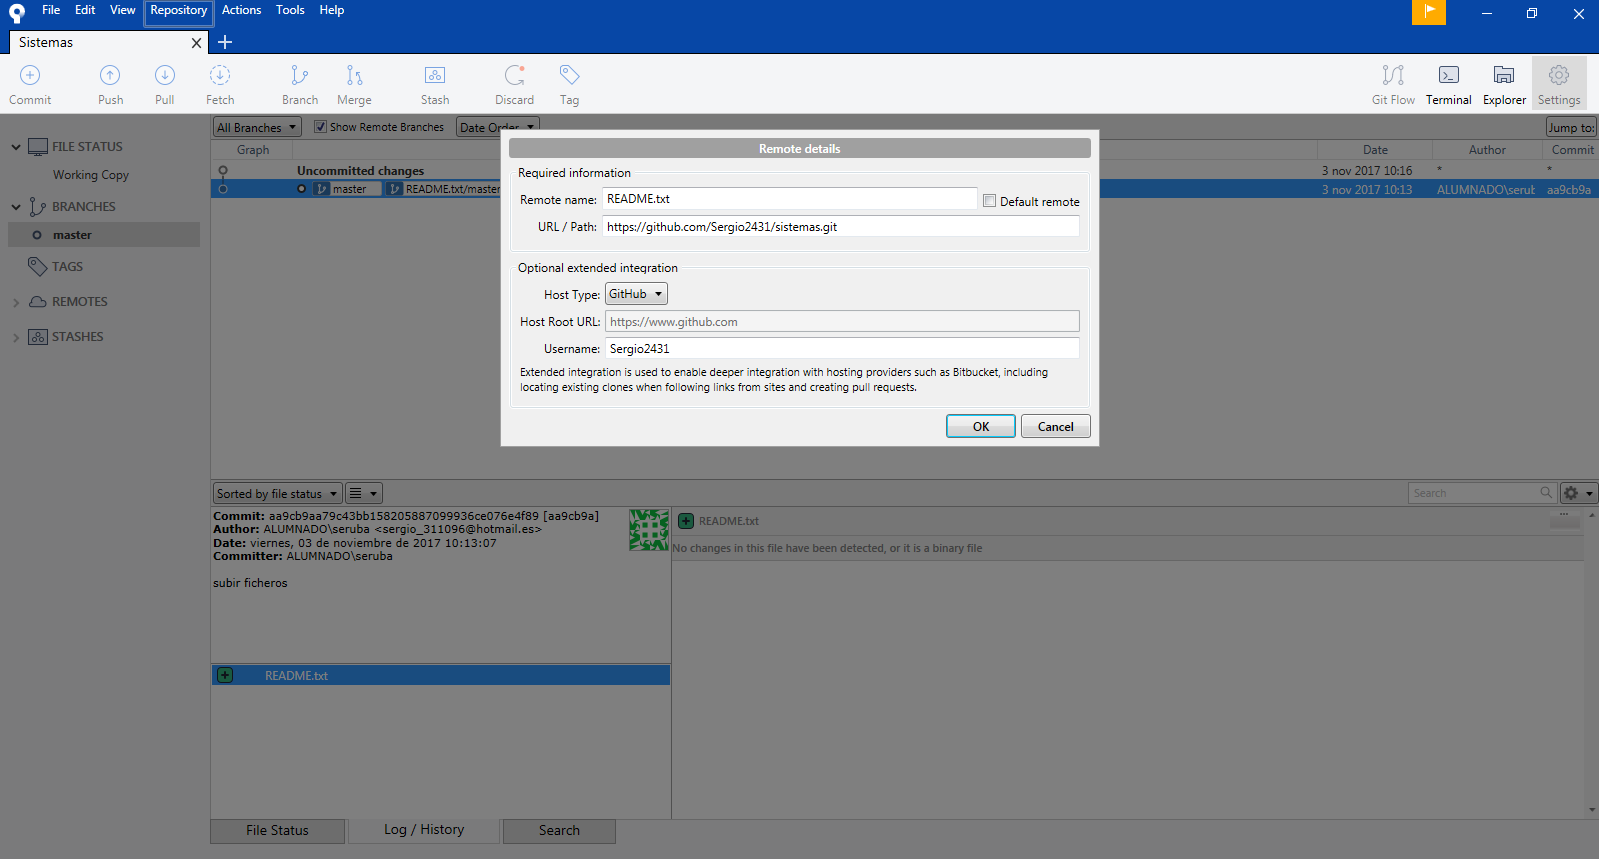 File Edit View Repository Actions Tools Help
Sistemas
Commit Push Pull Fetch Branch Merge Stash Discard Tag Git Flow Terminal Explorer Settings
All Branches Show Remote Branches Date Order Jump to:
Graph Date Author Commit
Uncommitted changes 3 nov 2017 10:16 * *
master README.txt/master 3 nov 2017 10:13 ALUMNADO\serub aa9cb9a
FILE STATUS
Working Copy
BRANCHES
master
TAGS
REMOTES
STASHES
Remote details
Required information
Remote name: README.txt Default remote
URL / Path: https://github.com/Sergio2431/sistemas.git
Optional extended integration
Host Type: GitHub
Host Root URL: https://www.github.com
Username: Sergio2431
Extended integration is used to enable deeper integration with hosting providers such as Bitbucket, including
locating existing clones when following links from sites and creating pull requests.
OK Cancel
Sorted by file status Search
Commit: aa9cb9aa79c43bb158205887099936ce076e4f89 [aa9cb9a]
Author: ALUMNADO\seruba <sergio_311096@hotmail.es>
Date: viernes, 03 de noviembre de 2017 10:13:07
Committer: ALUMNADO\seruba
subir ficheros
README.txt
README.txt
No changes in this file have been detected, or it is a binary file
File Status Log / History Search